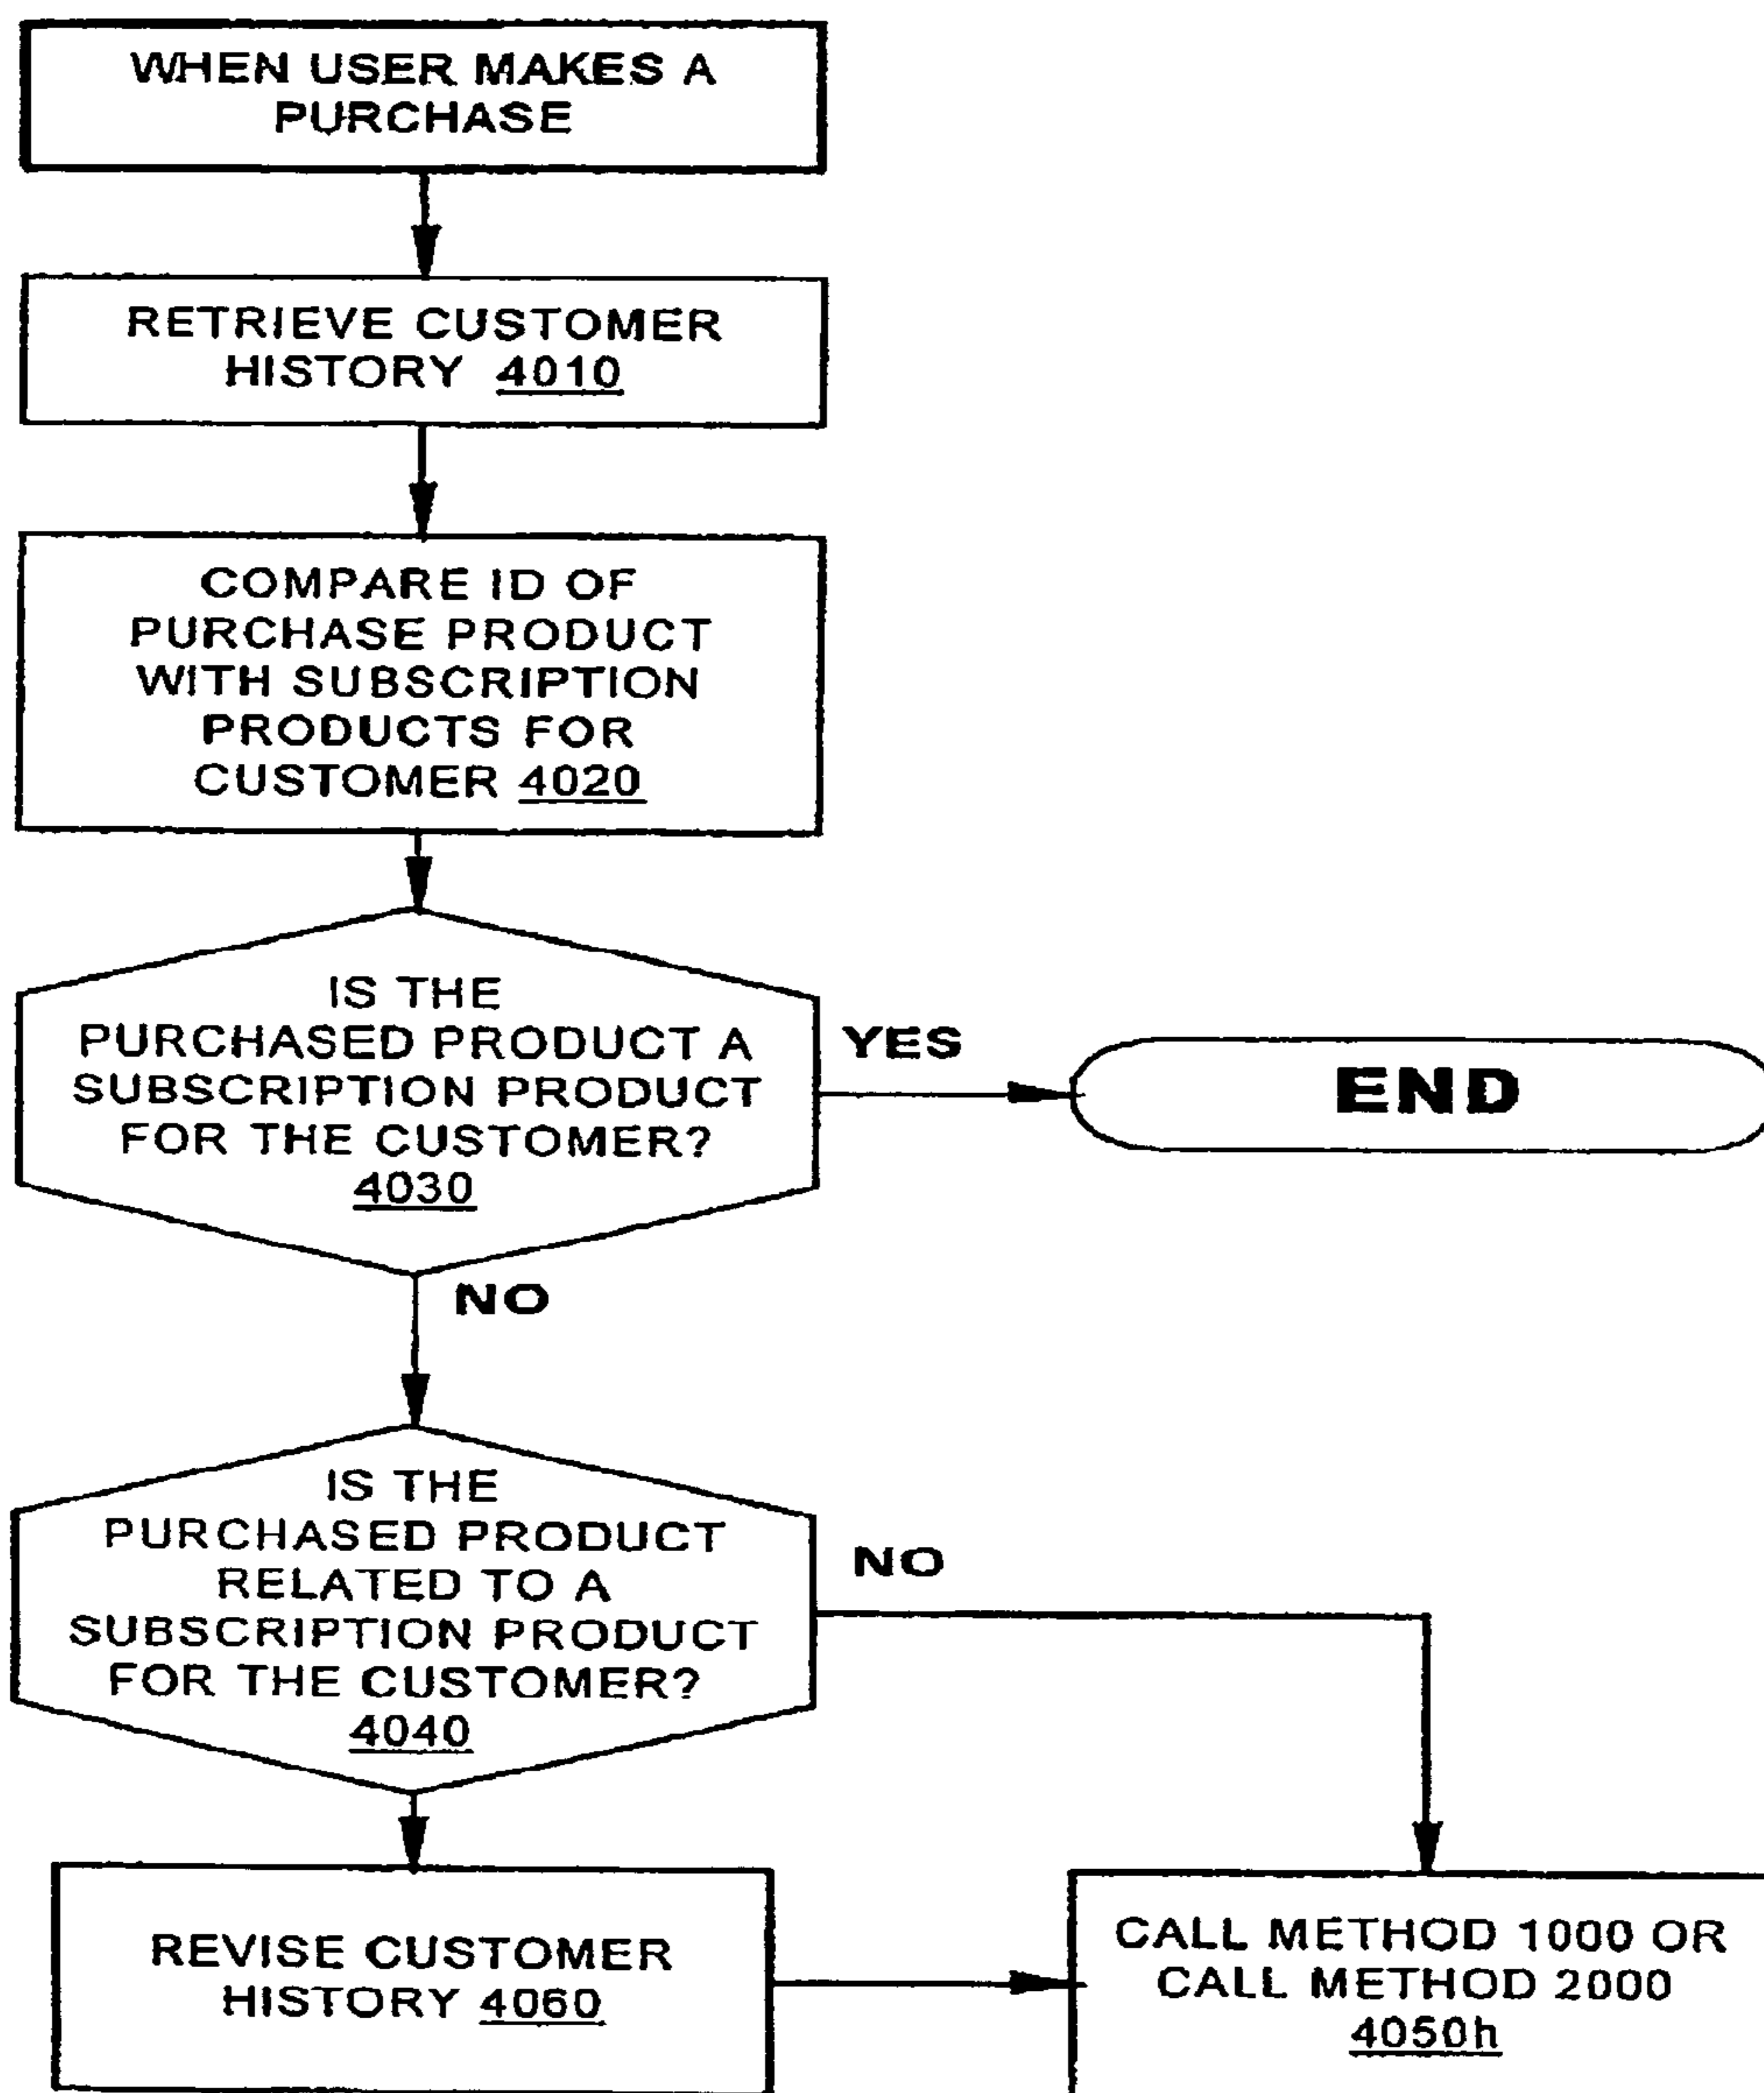 WHEN USER MAKES A
PURCHASE
RETRIEVE CUSTOMER
HISTORY 4010
COMPARE ID OF
PURCHASE PRODUCT
WITH SUBSCRIPTION
PRODUCTS FOR
CUSTOMER 4020
IS THE
PURCHASED PRODUCT A
SUBSCRIPTION PRODUCT
FOR THE CUSTOMER?
4030
YES
END
NO
IS THE
PURCHASED PRODUCT
RELATED TO A
SUBSCRIPTION PRODUCT
FOR THE CUSTOMER?
4040
NO
REVISE CUSTOMER
HISTORY 4060
CALL METHOD 1000 OR
CALL METHOD 2000
4050h